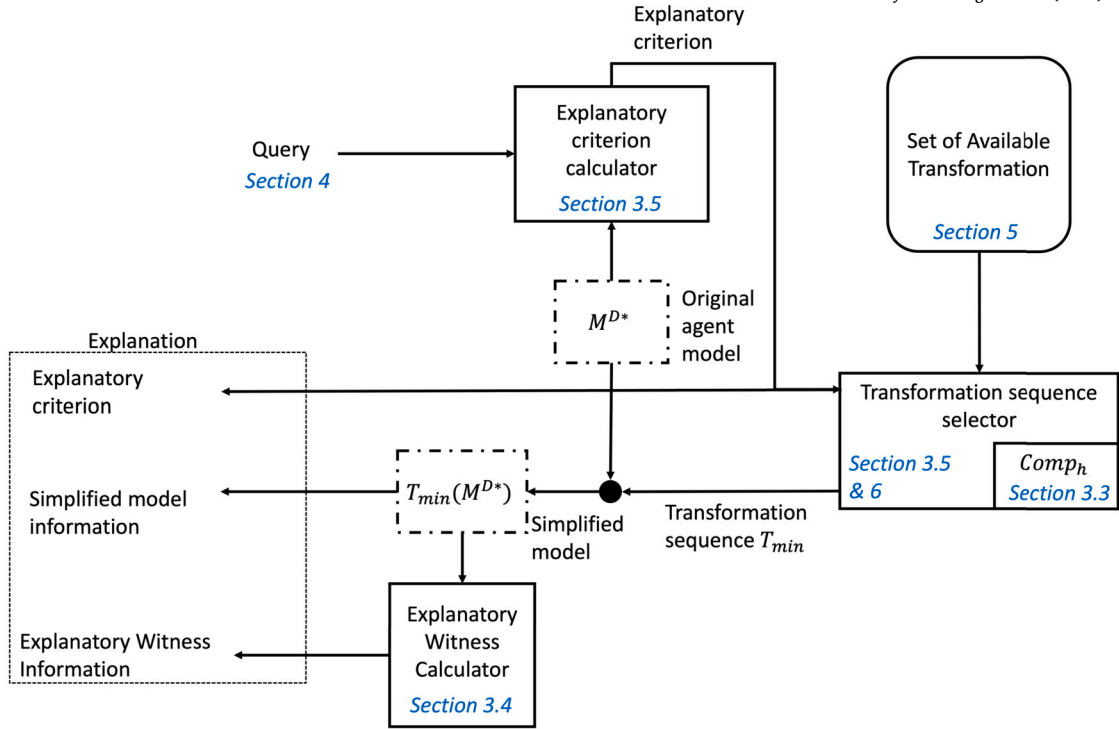 Explanatory
criterion
Explanatory
criterion
calculator
Section 3.5
Query
Section 4
Set of Available
Transformation
Section 5
M^{D*}
Original
agent
model
Explanation
Explanatory
criterion
Transformation sequence
selector
Section 3.5
& 6
Comp_h
Section 3.3
Simplified model
information
T_{min}(M^{D*})
Simplified
model
Transformation
sequence T_{min}
Explanatory
Witness
Calculator
Section 3.4
Explanatory Witness
Information